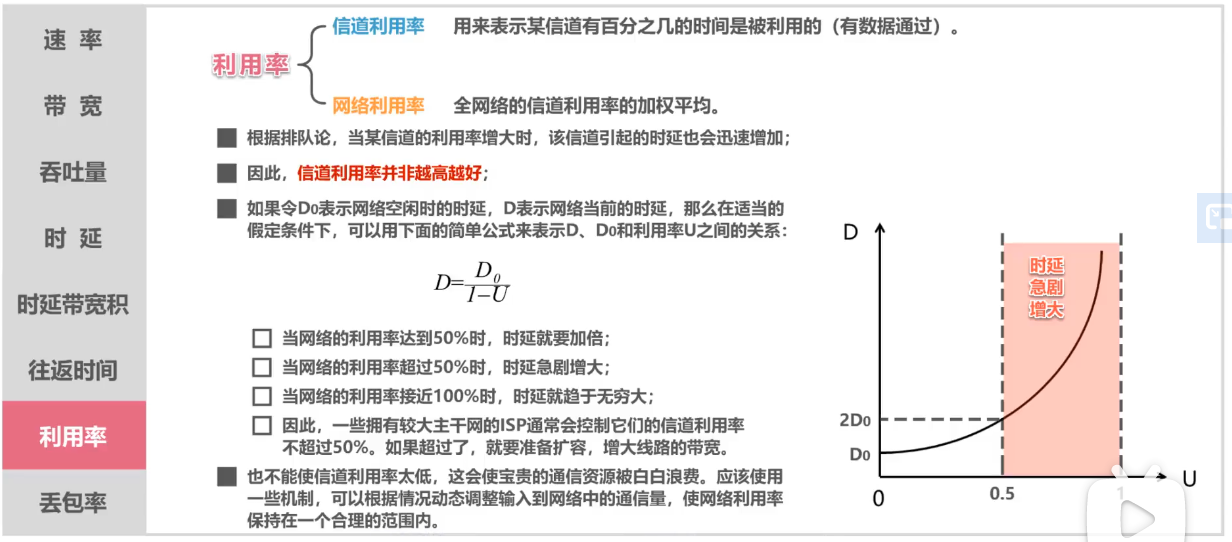 速 率
带 宽
吞吐量
时 延
时延带宽积
往返时间
利用率
丢包率
利用率
信道利用率 用来表示某信道有百分之几的时间是被利用的（有数据通过）。
网络利用率 全网络的信道利用率的加权平均。
根据排队论，当某信道的利用率增大时，该信道引起的时延也会迅速增加；
因此，信道利用率并非越高越好；
如果令D₀表示网络空闲时的时延，D表示网络当前的时延，那么在适当的
假定条件下，可以用下面的简单公式来表示D、D₀和利用率U之间的关系：
D=D₀/(1-U)
当网络的利用率达到50%时，时延就要加倍；
当网络的利用率超过50%时，时延急剧增大；
当网络的利用率接近100%时，时延就趋于无穷大；
因此，一些拥有较大主干网的ISP通常会控制它们的信道利用率
不超过50%。如果超过了，就要准备扩容，增大线路的带宽。
也不能使信道利用率太低，这会使宝贵的通信资源被白白浪费。应该使用
一些机制，可以根据情况动态调整输入到网络中的通信量，使网络利用率
保持在一个合理的范围内。
D
时延
急剧
增大
2D₀
D₀
0
0.5
1
U